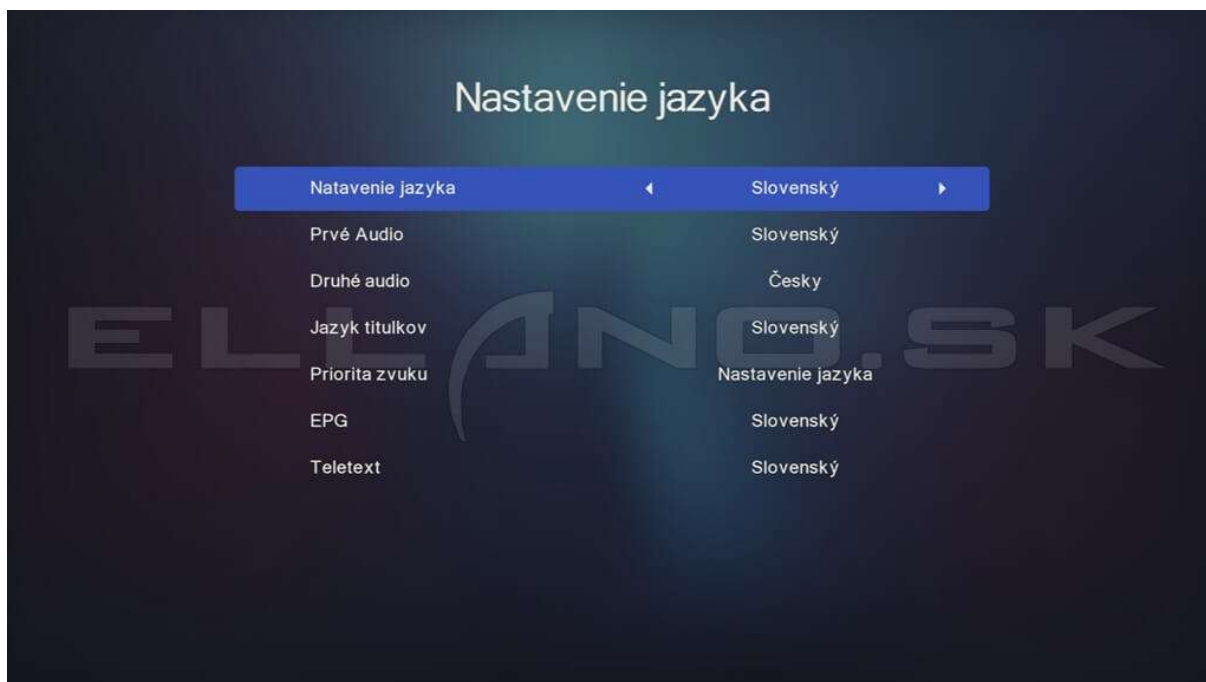 Nastavenie jazyka
Natavenie jazyka Slovenský
Prvé Audio Slovenský
Druhé audio Česky
Jazyk titulkov Slovenský
Priorita zvuku Nastavenie jazyka
EPG Slovenský
Teletext Slovenský
ELLANO.SK